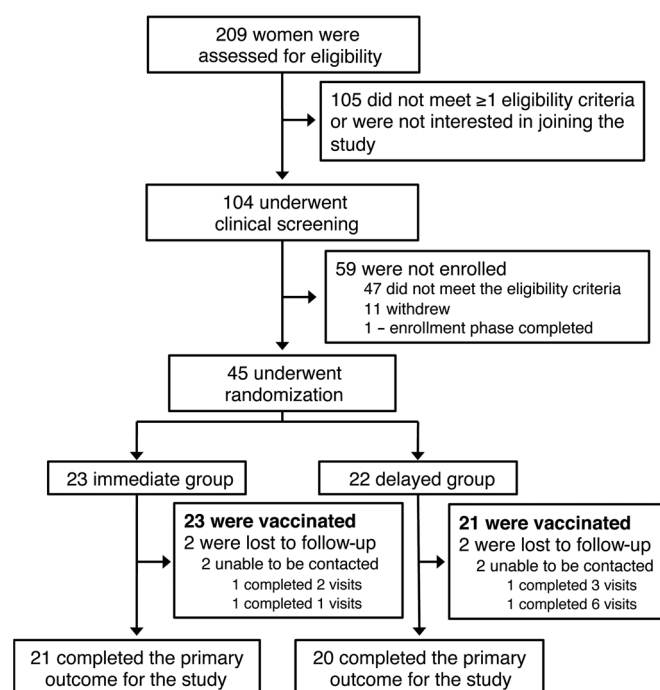 209 women were
assessed for eligibility
105 did not meet ≥1 eligibility criteria
or were not interested in joining the
study
104 underwent
clinical screening
59 were not enrolled
47 did not meet the eligibility criteria
11 withdrew
1 – enrollment phase completed
45 underwent
randomization
23 immediate group
22 delayed group
23 were vaccinated
2 were lost to follow-up
2 unable to be contacted
1 completed 2 visits
1 completed 1 visits
21 were vaccinated
2 were lost to follow-up
2 unable to be contacted
1 completed 3 visits
1 completed 6 visits
21 completed the primary
outcome for the study
20 completed the primary
outcome for the study